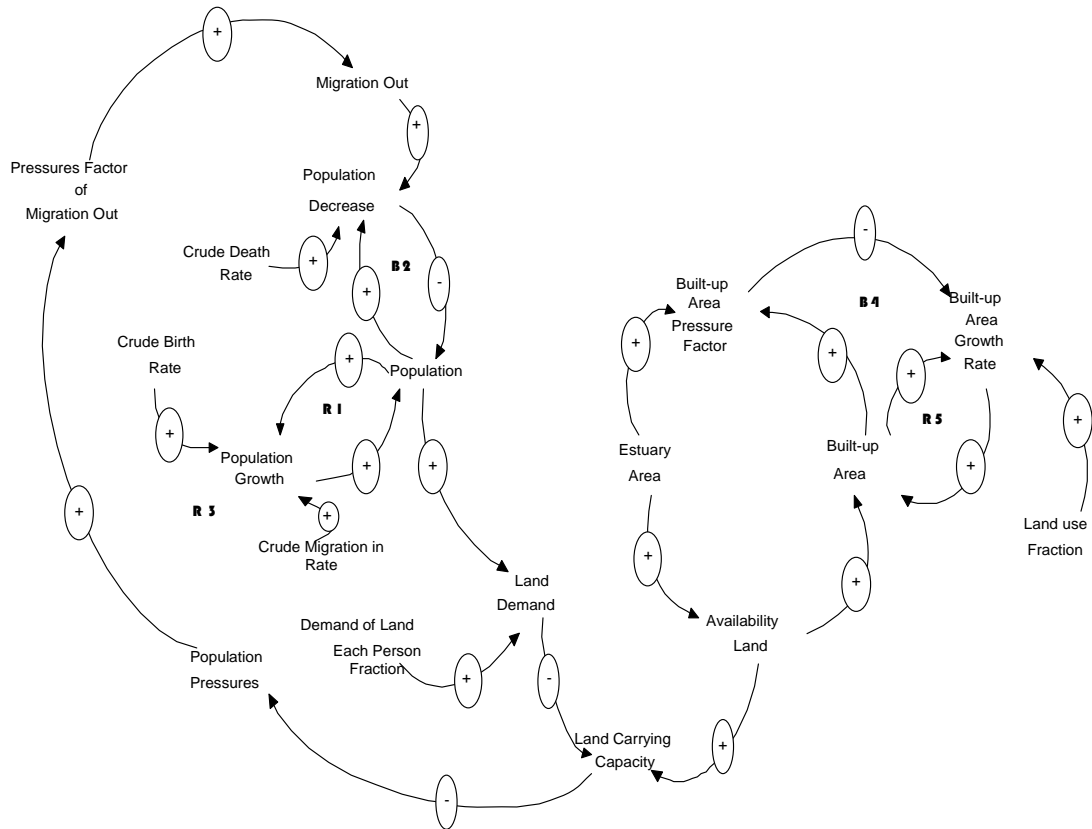 +
Migration Out
+
Pressures Factor
of
Migration Out
Population
Decrease
Crude Death
Rate
+
B2
+
-
Crude Birth
Rate
+
Population
R1
+
Population
Growth
+
R3
+
Crude Migration in
Rate
+
+
Land
Demand
Demand of Land
Each Person
Fraction
+
-
Population
Pressures
Land Carrying
Capacity
-
-
Built-up
Area
Pressure
Factor
B4
Built-up
Area
Growth
Rate
+
+
+
R5
Estuary
Area
Built-up
Area
+
+
Land use
Fraction
+
+
Availability
Land
+